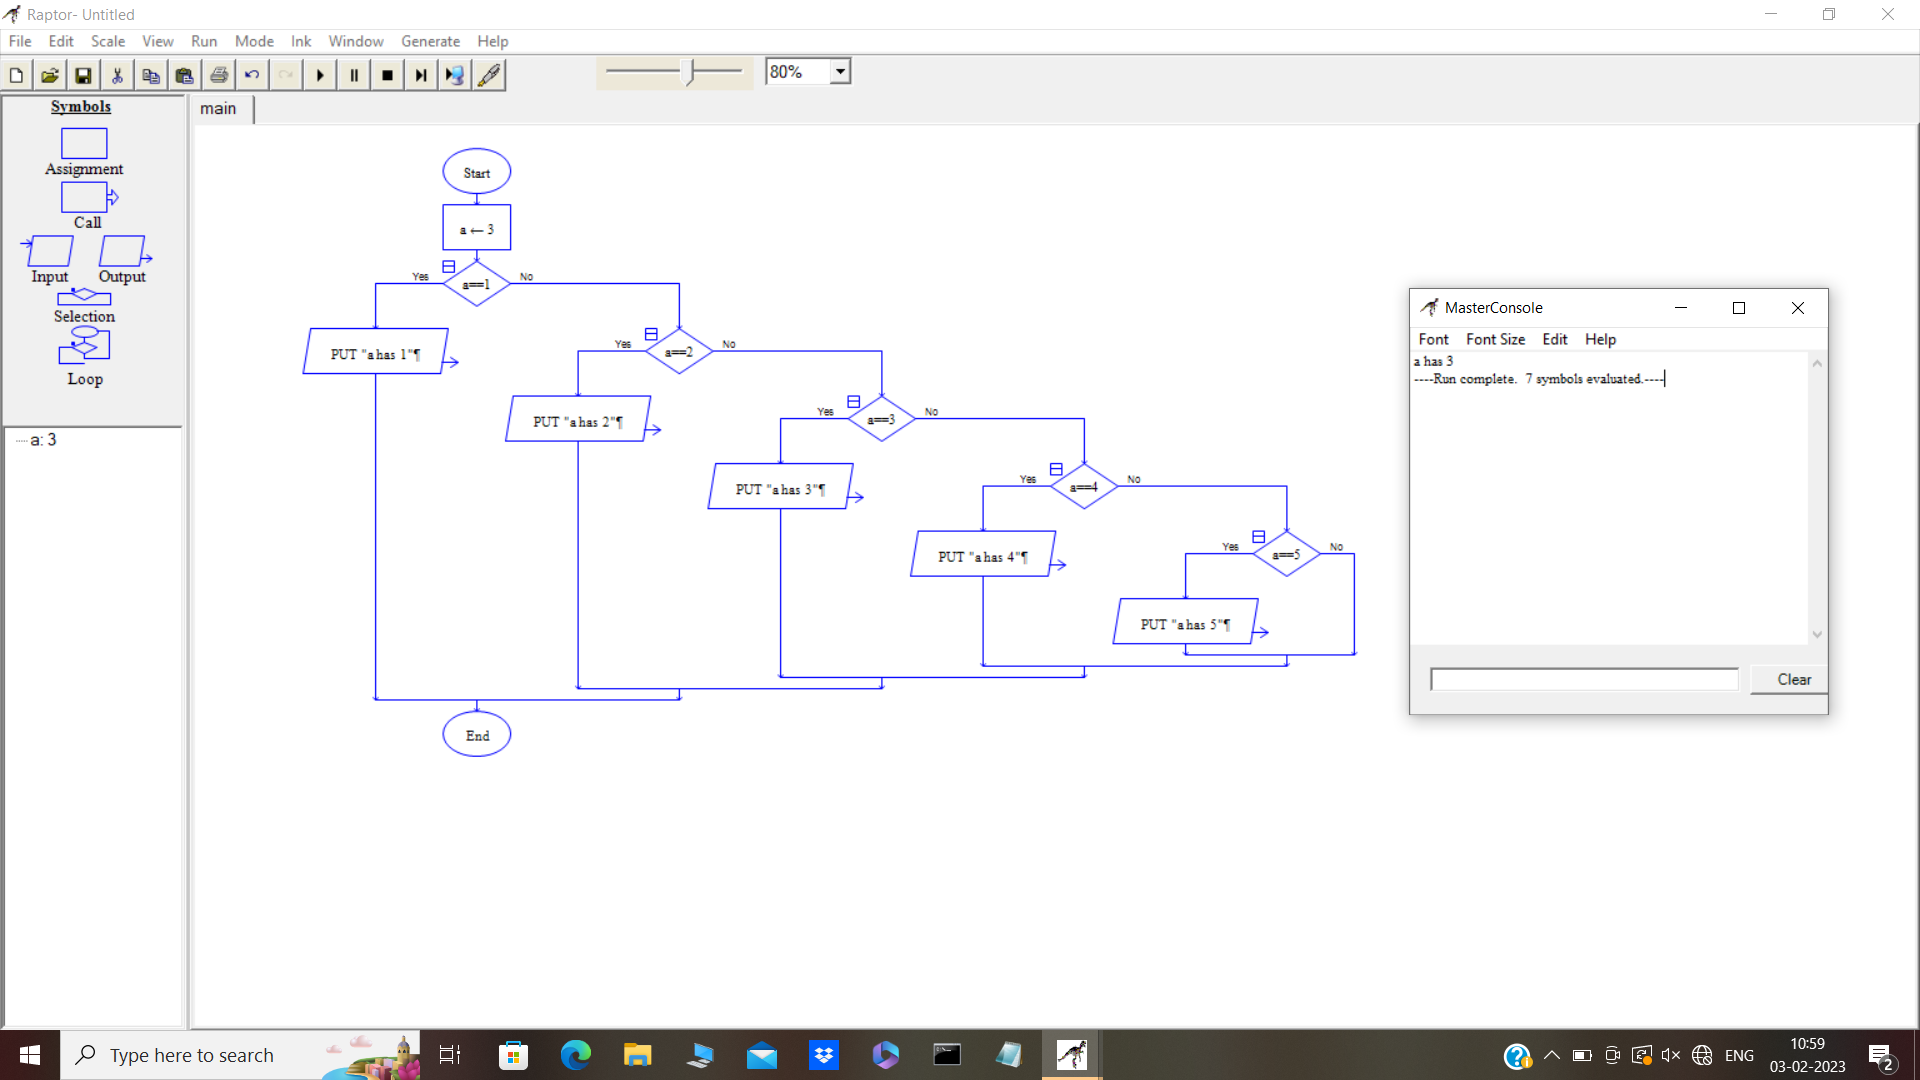 Raptor- Untitled
File Edit Scale View Run Mode Ink Window Generate Help
80%
Symbols
Assignment
Call
Input Output
Selection
Loop
a: 3
main
Start
a ← 3
Yes a==1 No
PUT "a has 1"¶
Yes a==2 No
PUT "a has 2"¶
Yes a==3 No
PUT "a has 3"¶
Yes a==4 No
PUT "a has 4"¶
Yes a==5 No
PUT "a has 5"¶
End
MasterConsole
Font Font Size Edit Help
a has 3
----Run complete. 7 symbols evaluated.----
Clear
Type here to search
ENG
10:59
03-02-2023
2